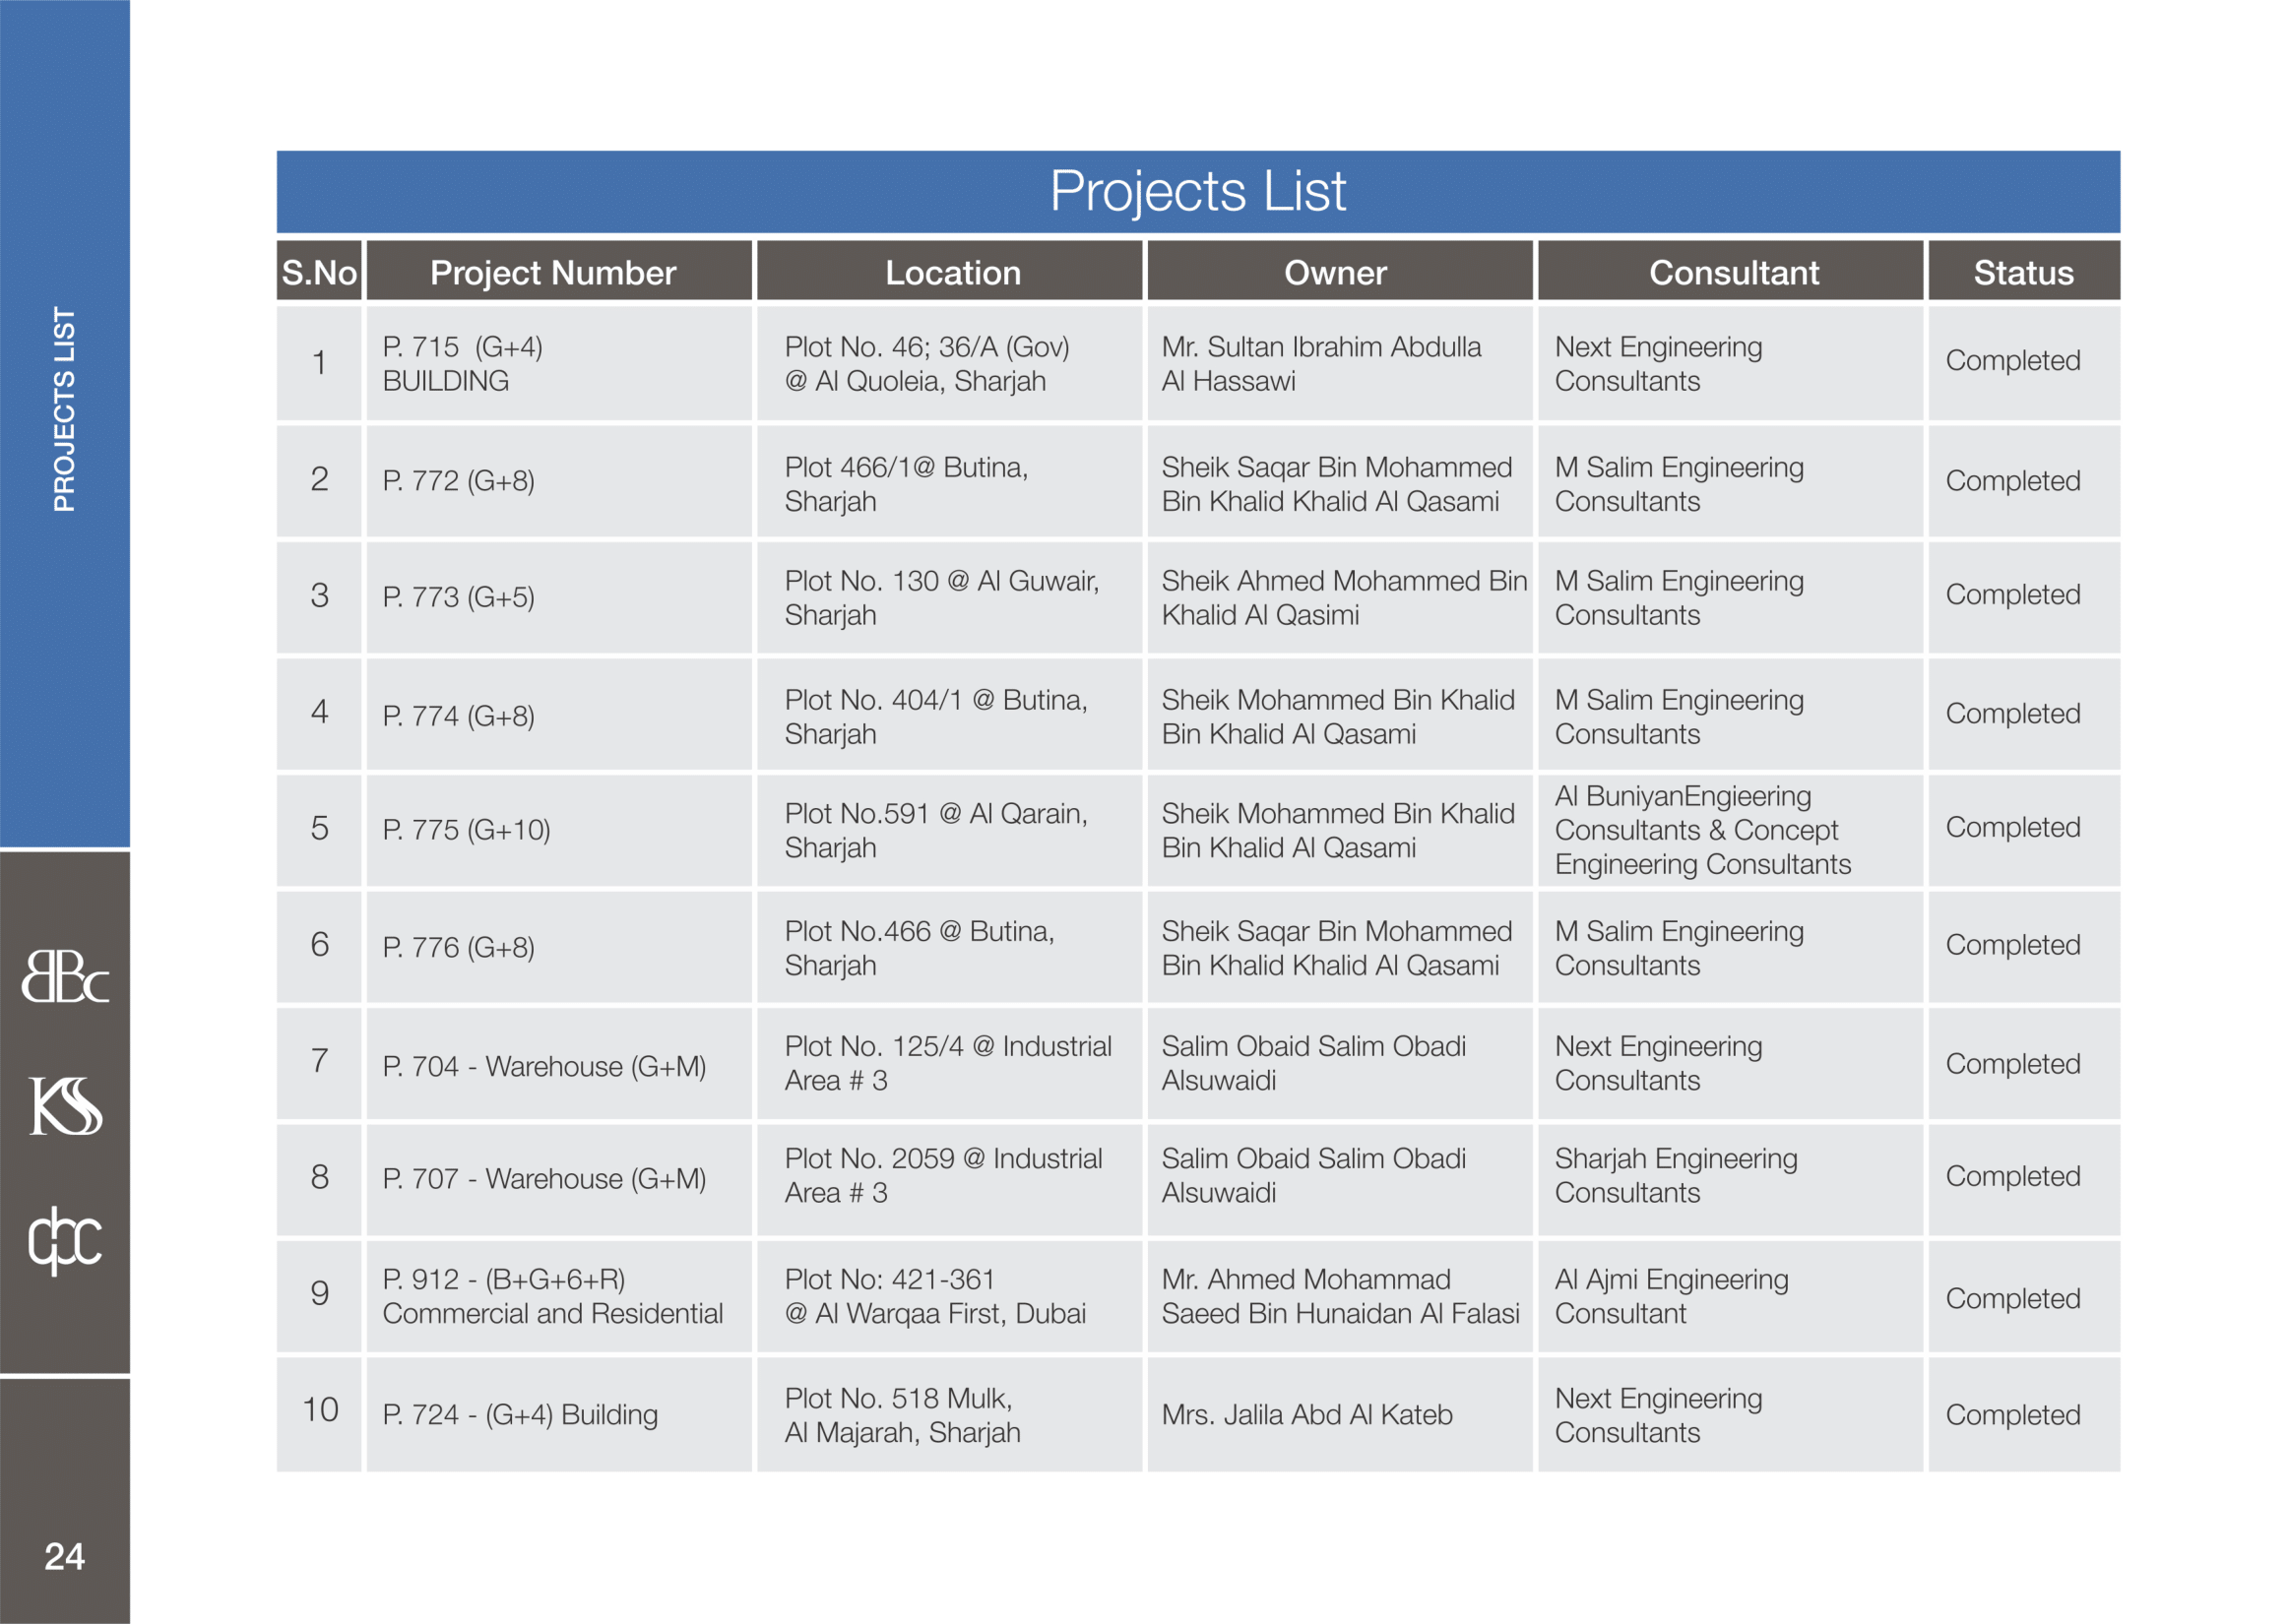 PROJECTS LIST
BBc
KS
qbc
24
Projects List
S.No Project Number Location Owner Consultant Status
1
P. 715 (G+4)
BUILDING
Plot No. 46; 36/A (Gov)
@ Al Quoleia, Sharjah
Mr. Sultan Ibrahim Abdulla
Al Hassawi
Next Engineering
Consultants
Completed
2
P. 772 (G+8)
Plot 466/1@ Butina,
Sharjah
Sheik Saqar Bin Mohammed
Bin Khalid Khalid Al Qasami
M Salim Engineering
Consultants
Completed
3
P. 773 (G+5)
Plot No. 130 @ Al Guwair,
Sharjah
Sheik Ahmed Mohammed Bin
Khalid Al Qasimi
M Salim Engineering
Consultants
Completed
4
P. 774 (G+8)
Plot No. 404/1 @ Butina,
Sharjah
Sheik Mohammed Bin Khalid
Bin Khalid Al Qasami
M Salim Engineering
Consultants
Completed
5
P. 775 (G+10)
Plot No.591 @ Al Qarain,
Sharjah
Sheik Mohammed Bin Khalid
Bin Khalid Al Qasami
Al BuniyanEngieering
Consultants & Concept
Engineering Consultants
Completed
6
P. 776 (G+8)
Plot No.466 @ Butina,
Sharjah
Sheik Saqar Bin Mohammed
Bin Khalid Khalid Al Qasami
M Salim Engineering
Consultants
Completed
7
P. 704 - Warehouse (G+M)
Plot No. 125/4 @ Industrial
Area # 3
Salim Obaid Salim Obadi
Alsuwaidi
Next Engineering
Consultants
Completed
8
P. 707 - Warehouse (G+M)
Plot No. 2059 @ Industrial
Area # 3
Salim Obaid Salim Obadi
Alsuwaidi
Sharjah Engineering
Consultants
Completed
9
P. 912 - (B+G+6+R)
Commercial and Residential
Plot No: 421-361
@ Al Warqaa First, Dubai
Mr. Ahmed Mohammad
Saeed Bin Hunaidan Al Falasi
Al Ajmi Engineering
Consultant
Completed
10
P. 724 - (G+4) Building
Plot No. 518 Mulk,
Al Majarah, Sharjah
Mrs. Jalila Abd Al Kateb
Next Engineering
Consultants
Completed